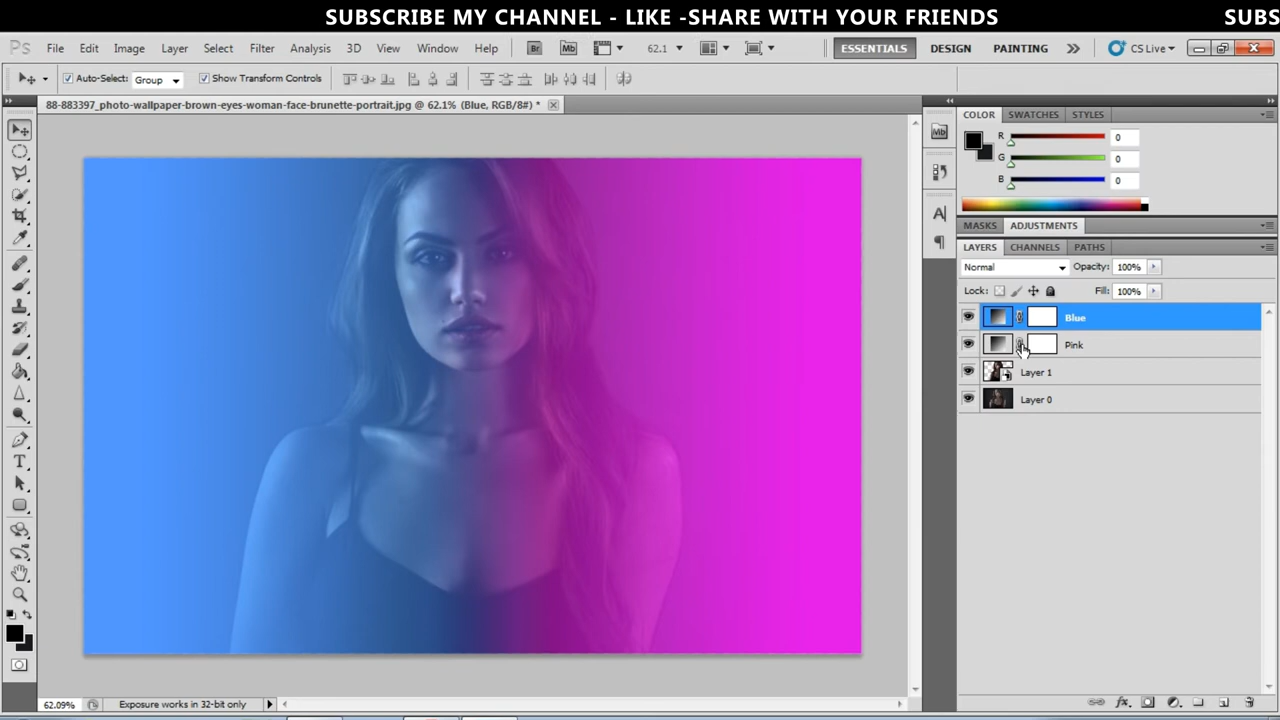 SUBSCRIBE MY CHANNEL - LIKE -SHARE WITH YOUR FRIENDS SUBS
Ps File Edit Image Layer Select Filter Analysis 3D View Window Help Br Mb 62.1 ESSENTIALS DESIGN PAINTING CS Live
Auto-Select: Group Show Transform Controls
88-883397_photo-wallpaper-brown-eyes-woman-face-brunette-portrait.jpg @ 62.1% (Blue, RGB/8#) *
Mb
COLOR SWATCHES STYLES
R 0
G 0
B 0
MASKS ADJUSTMENTS
LAYERS CHANNELS PATHS
Normal Opacity: 100%
Lock: Fill: 100%
Blue
Pink
Layer 1
Layer 0
62.09% Exposure works in 32-bit only